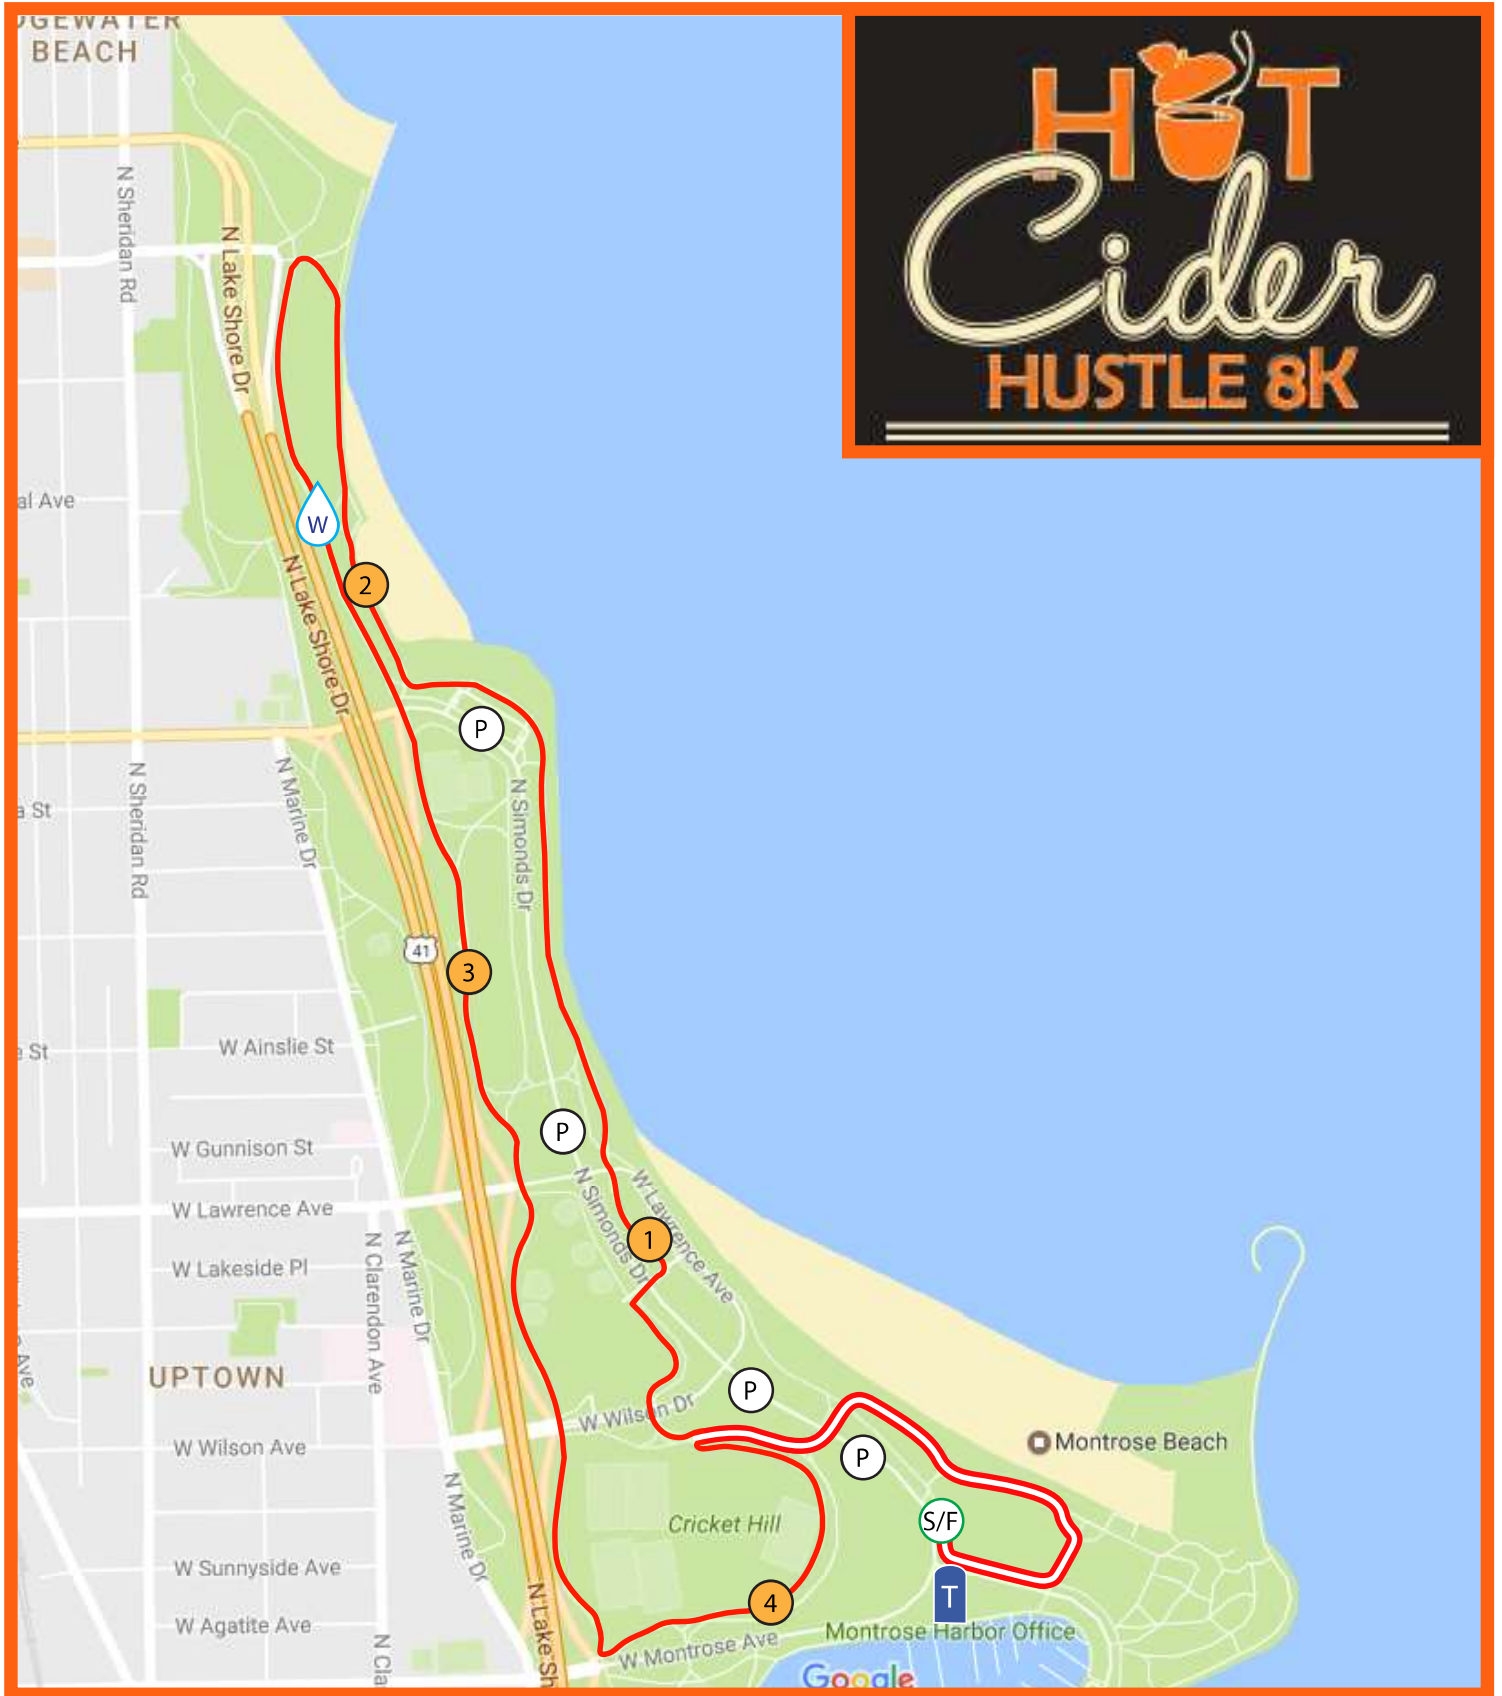 DGEWATER
BEACH
HOT
Cider
HUSTLE 8K
N Sheridan Rd
N Lake Shore Dr
al Ave
W
2
N Lake Shore Dr
P
N Sheridan Rd
N Marine Dr
N Simonds Dr
a St
41
3
W Ainslie St
e St
P
W Gunnison St
N Simonds Dr
W Lawrence Ave
W Lawrence Ave
1
N Clarendon Ave
N Marine Dr
W Lakeside Pl
Ave
UPTOWN
P
W Wilson Dr
W Wilson Ave
Montrose Beach
P
N Marine Dr
Cricket Hill
S/F
W Sunnyside Ave
T
4
N Lake Sh
W Agatite Ave
Montrose Harbor Office
W Montrose Ave
N Cla
Google